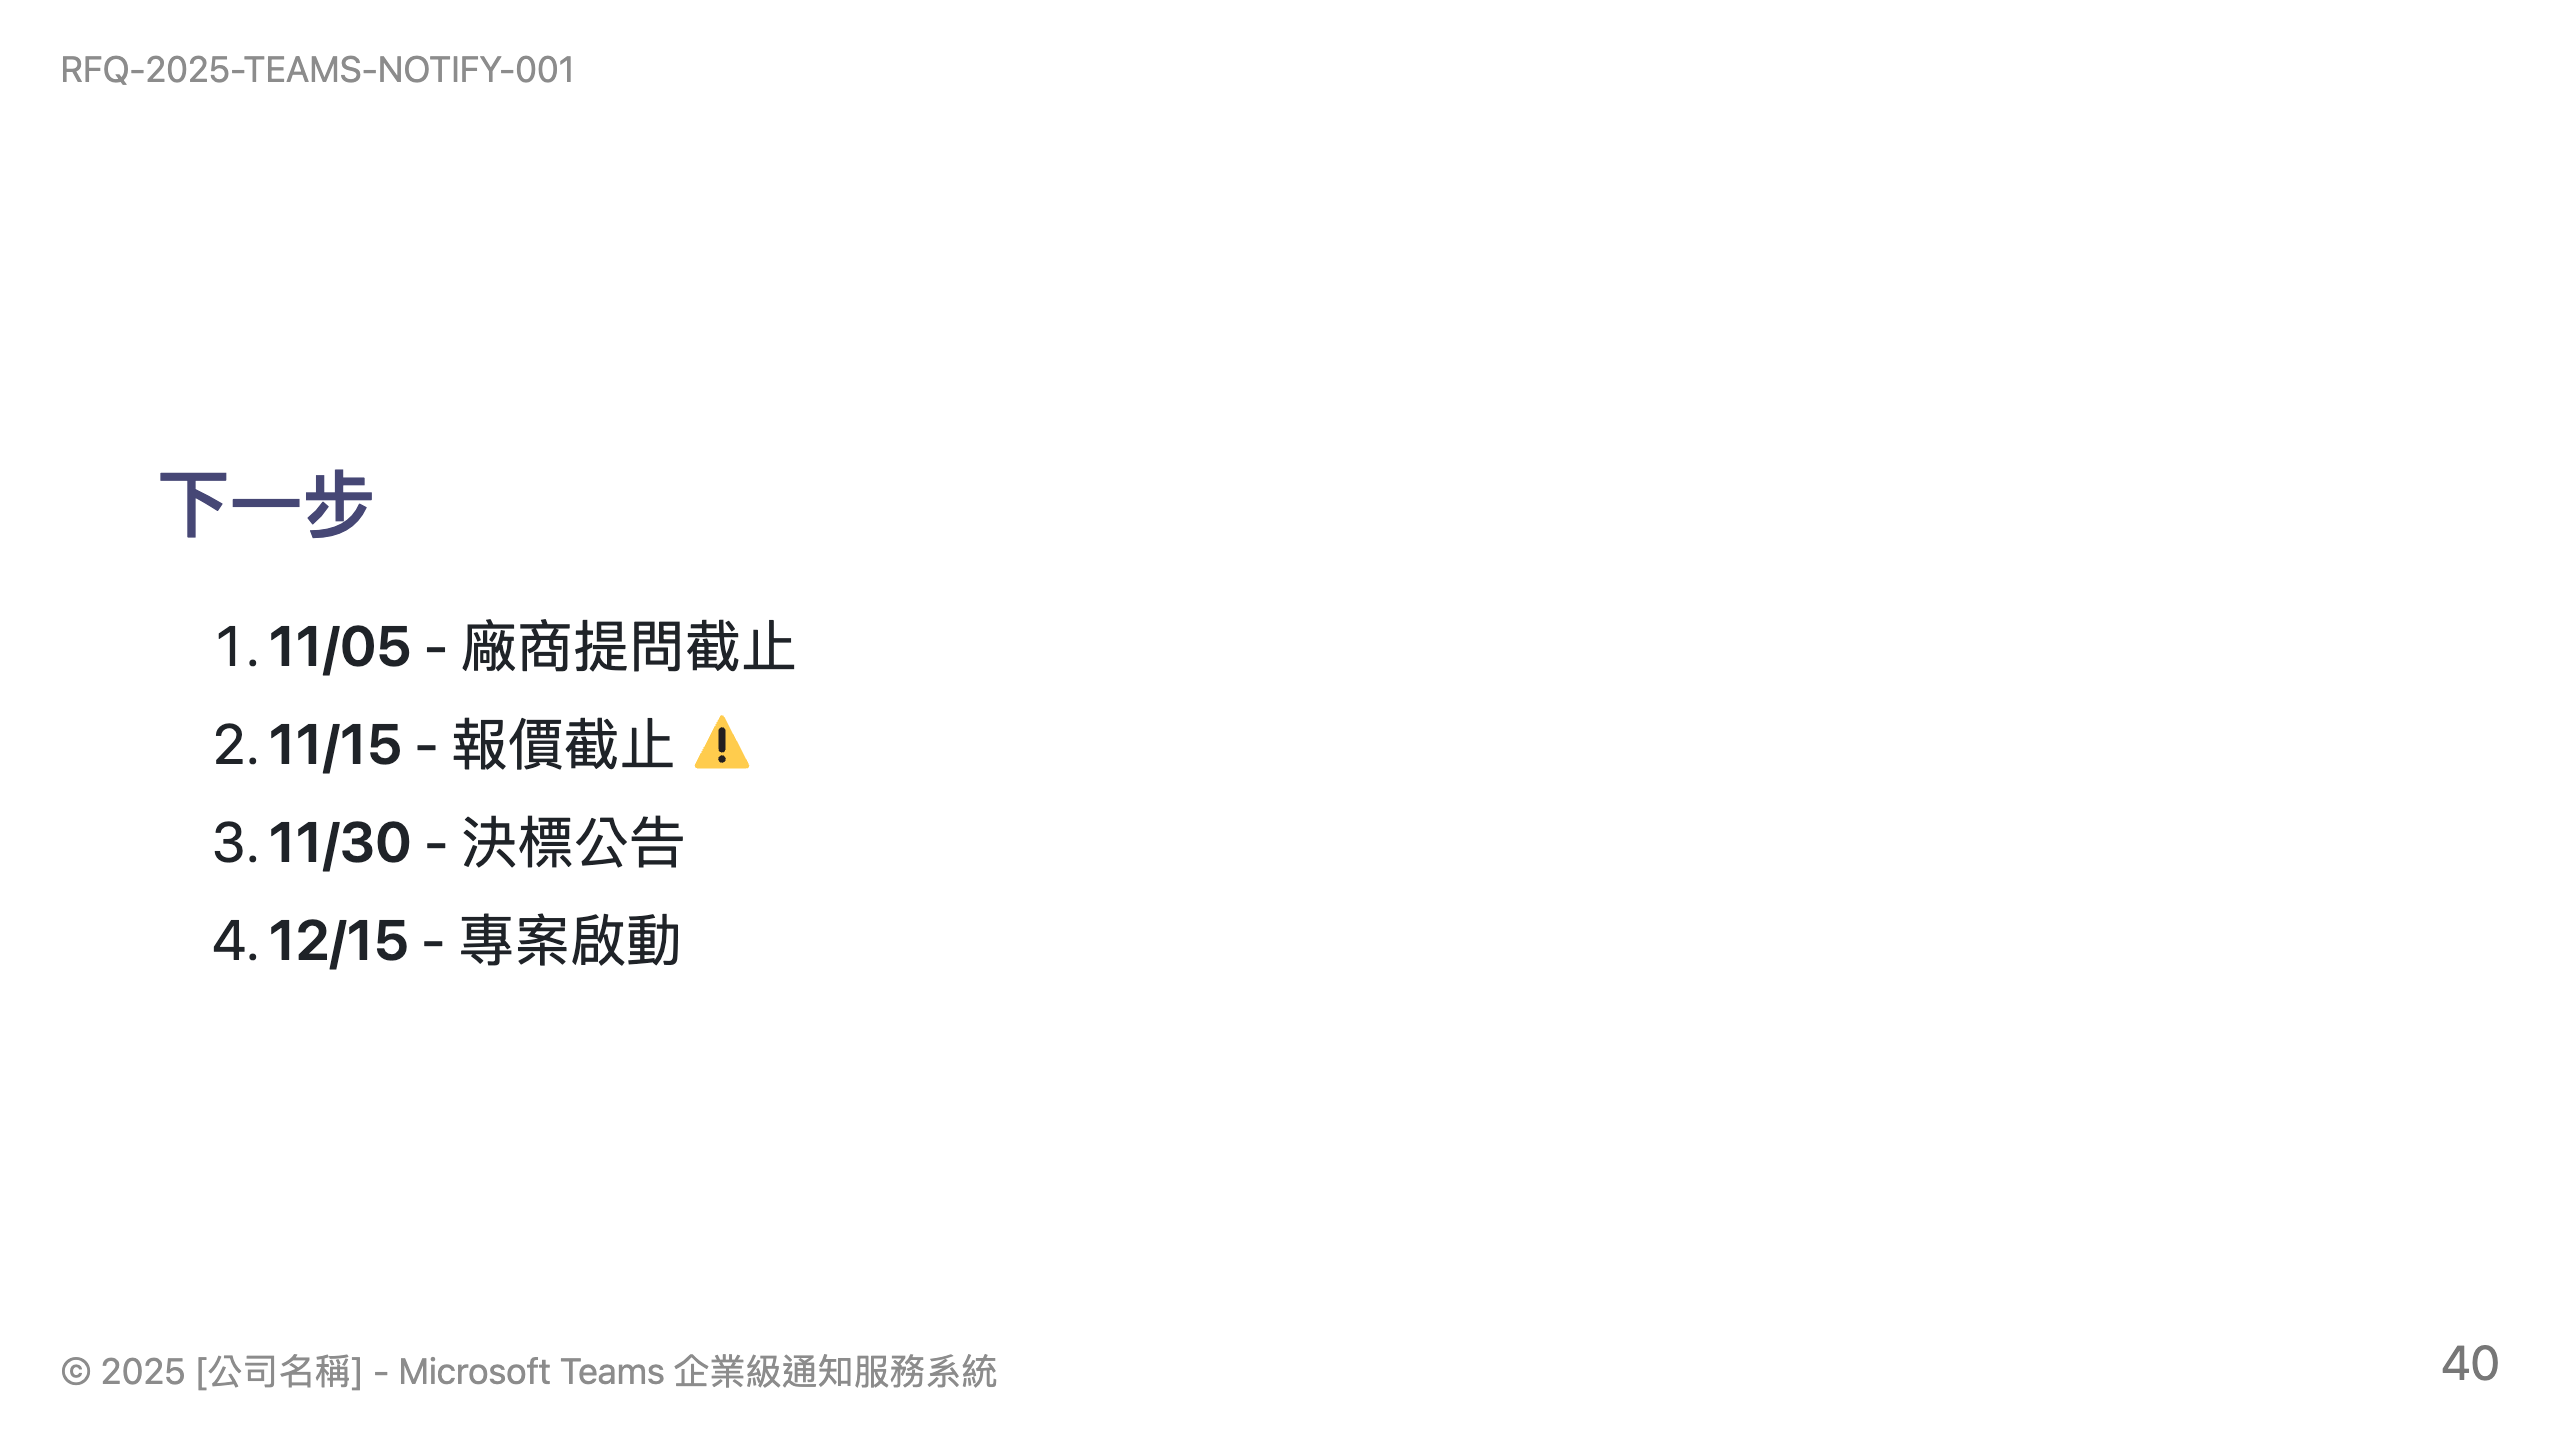 RFQ-2025-TEAMS-NOTIFY-001
下一步
1. 11/05 - 廠商提問截止
2. 11/15 - 報價截止 ⚠️
3. 11/30 - 決標公告
4. 12/15 - 專案啟動
© 2025 [公司名稱] - Microsoft Teams 企業級通知服務系統
40